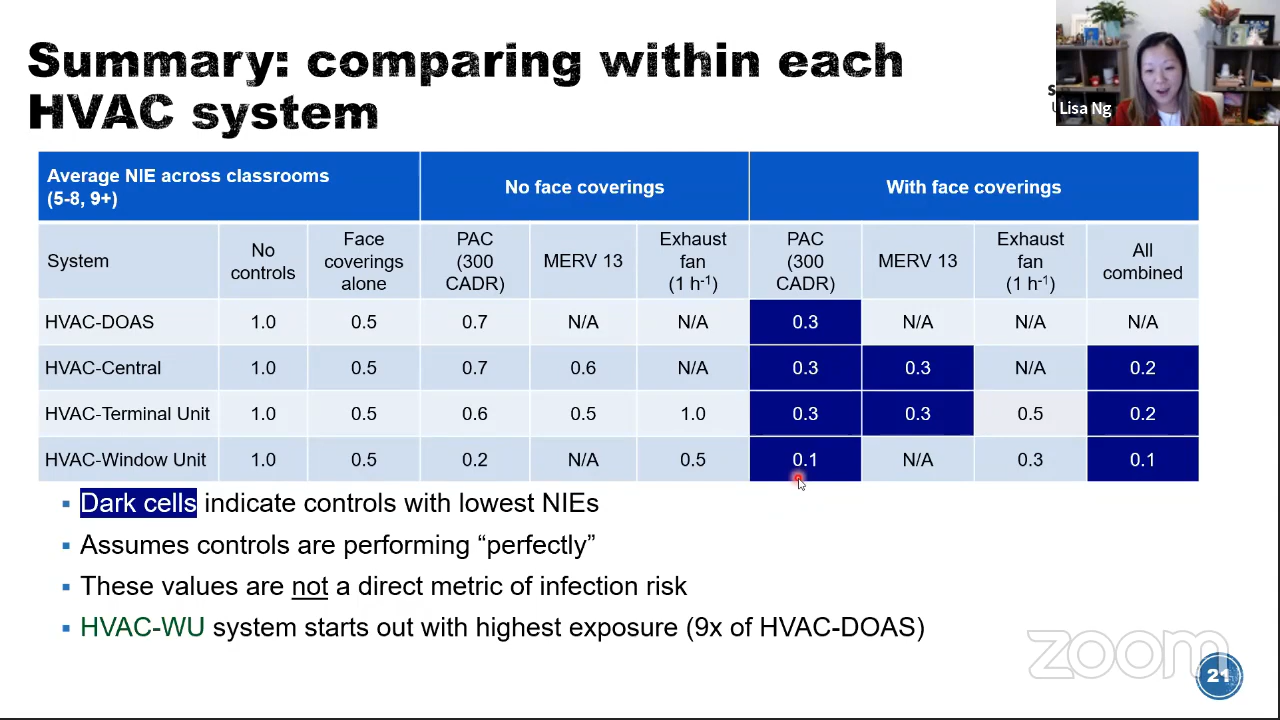 Summary: comparing within each
HVAC system
Lisa Ng
Average NIE across classrooms
(5-8, 9+)
No face coverings
With face coverings
System
No
controls
Face
coverings
alone
PAC
(300
CADR)
MERV 13
Exhaust
fan
(1 h-1)
PAC
(300
CADR)
MERV 13
Exhaust
fan
(1 h-1)
All
combined
HVAC-DOAS 1.0 0.5 0.7 N/A N/A 0.3 N/A N/A N/A
HVAC-Central 1.0 0.5 0.7 0.6 N/A 0.3 0.3 N/A 0.2
HVAC-Terminal Unit 1.0 0.5 0.6 0.5 1.0 0.3 0.3 0.5 0.2
HVAC-Window Unit 1.0 0.5 0.2 N/A 0.5 0.1 N/A 0.3 0.1
▪ Dark cells indicate controls with lowest NIEs
▪ Assumes controls are performing “perfectly”
▪ These values are not a direct metric of infection risk
▪ HVAC-WU system starts out with highest exposure (9x of HVAC-DOAS)
zoom
21